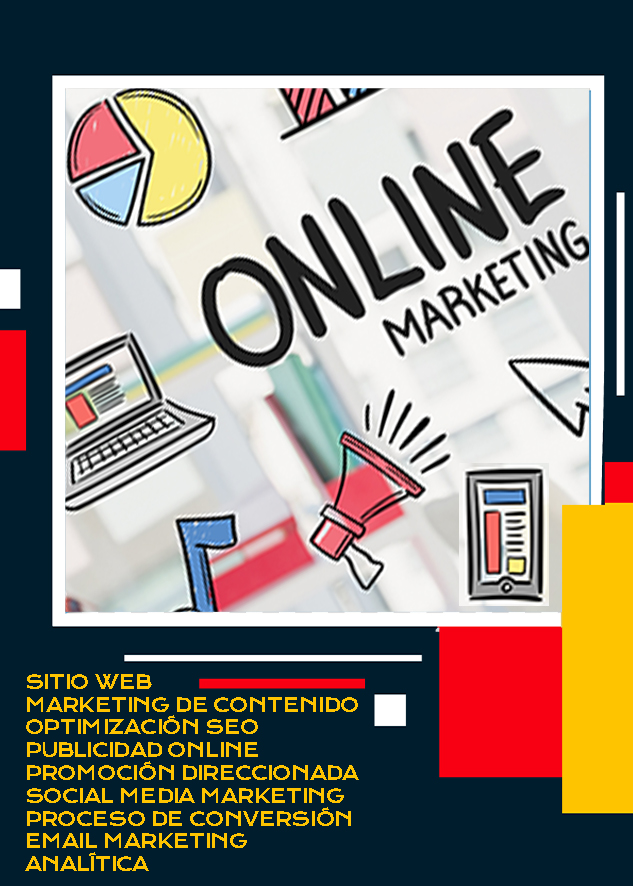 ONLINE
MARKETING
SITIO WEB
MARKETING DE CONTENIDO
OPTIMIZACIÓN SEO
PUBLICIDAD ONLINE
PROMOCIÓN DIRECCIONADA
SOCIAL MEDIA MARKETING
PROCESO DE CONVERSIÓN
EMAIL MARKETING
ANALÍTICA